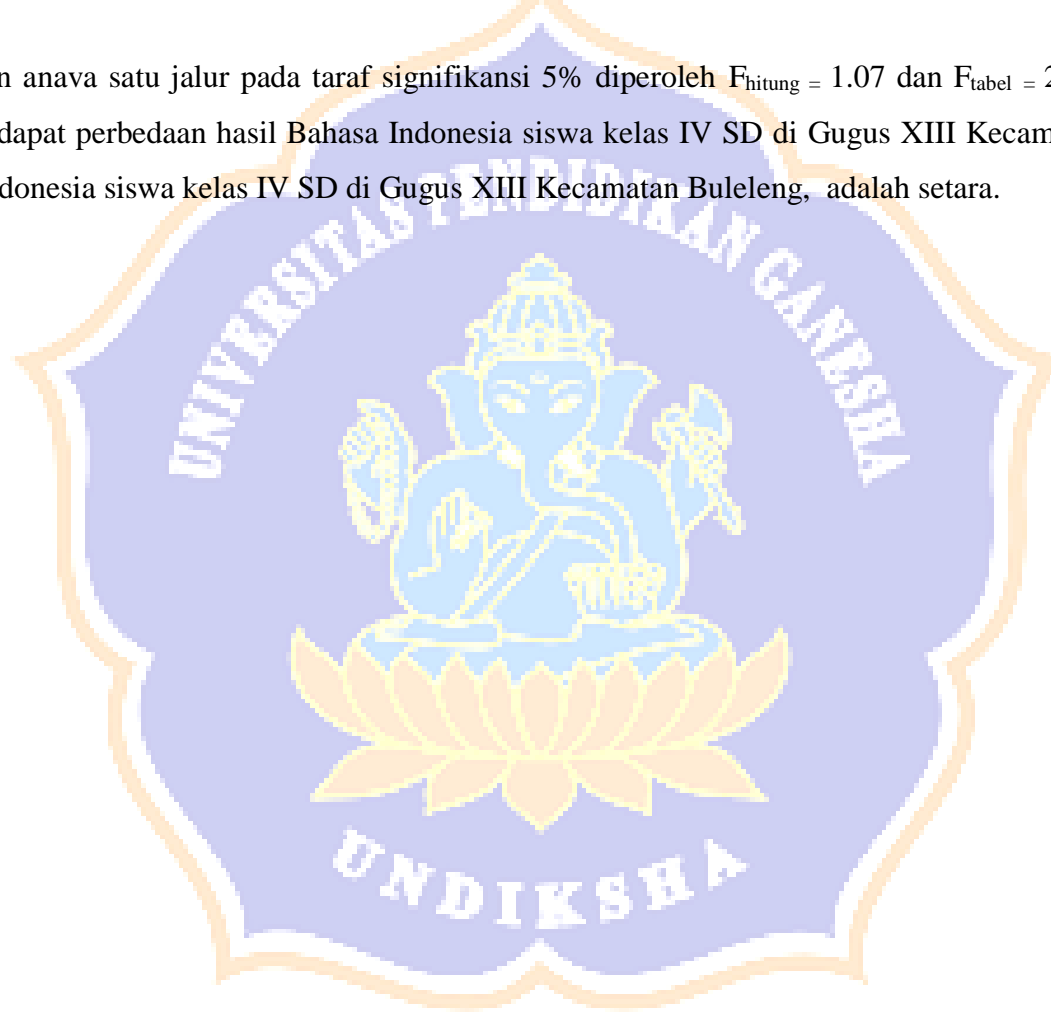 n anava satu jalur pada taraf signifikansi 5% diperoleh Fhitung = 1.07 dan Ftabel = 2
dapat perbedaan hasil Bahasa Indonesia siswa kelas IV SD di Gugus XIII Kecam
donesia siswa kelas IV SD di Gugus XIII Kecamatan Buleleng, adalah setara.
UNIVERSITAS PENDIDIKAN GANESHA
UNDIKSHA